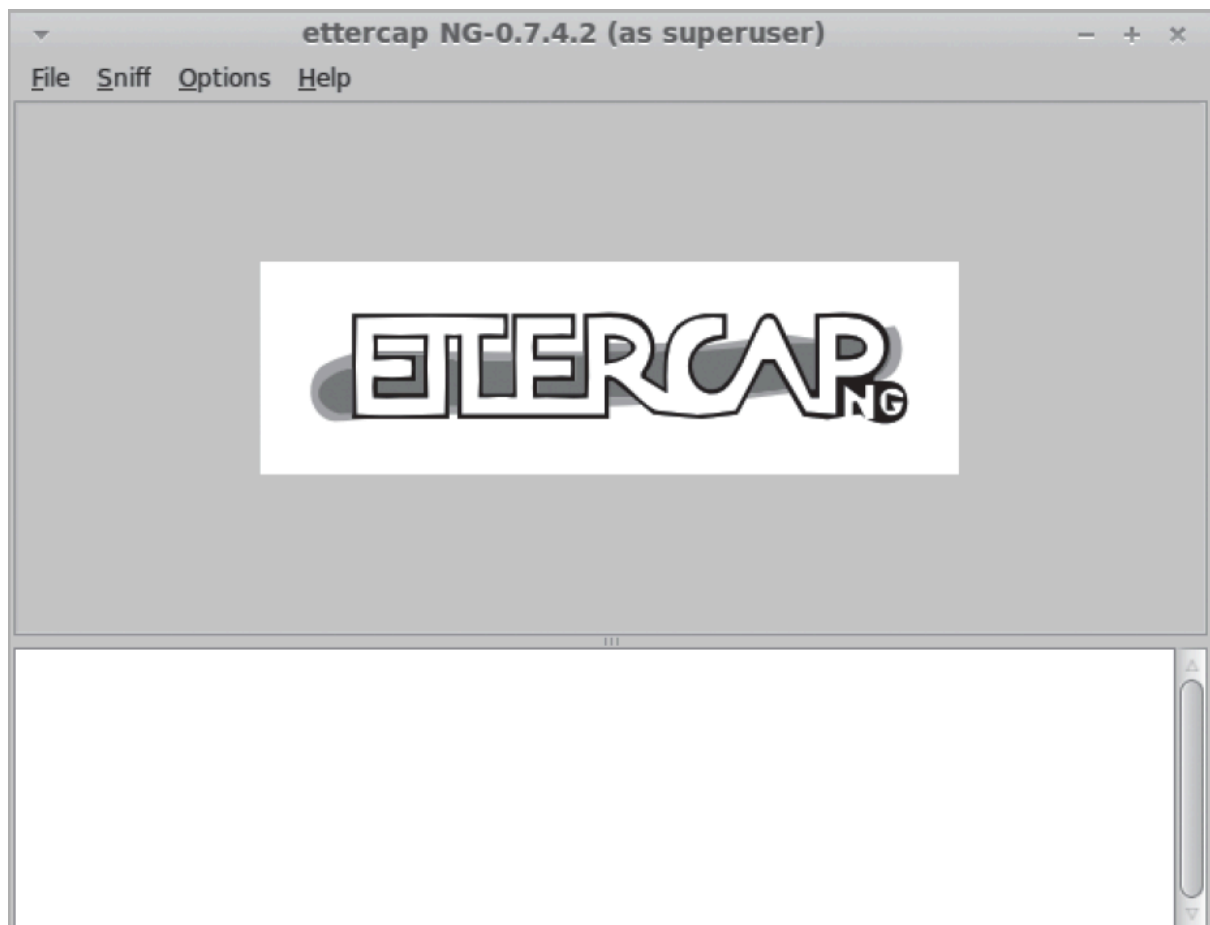 ettercap NG-0.7.4.2 (as superuser)
File Sniff Options Help
ETTERCAP
NG